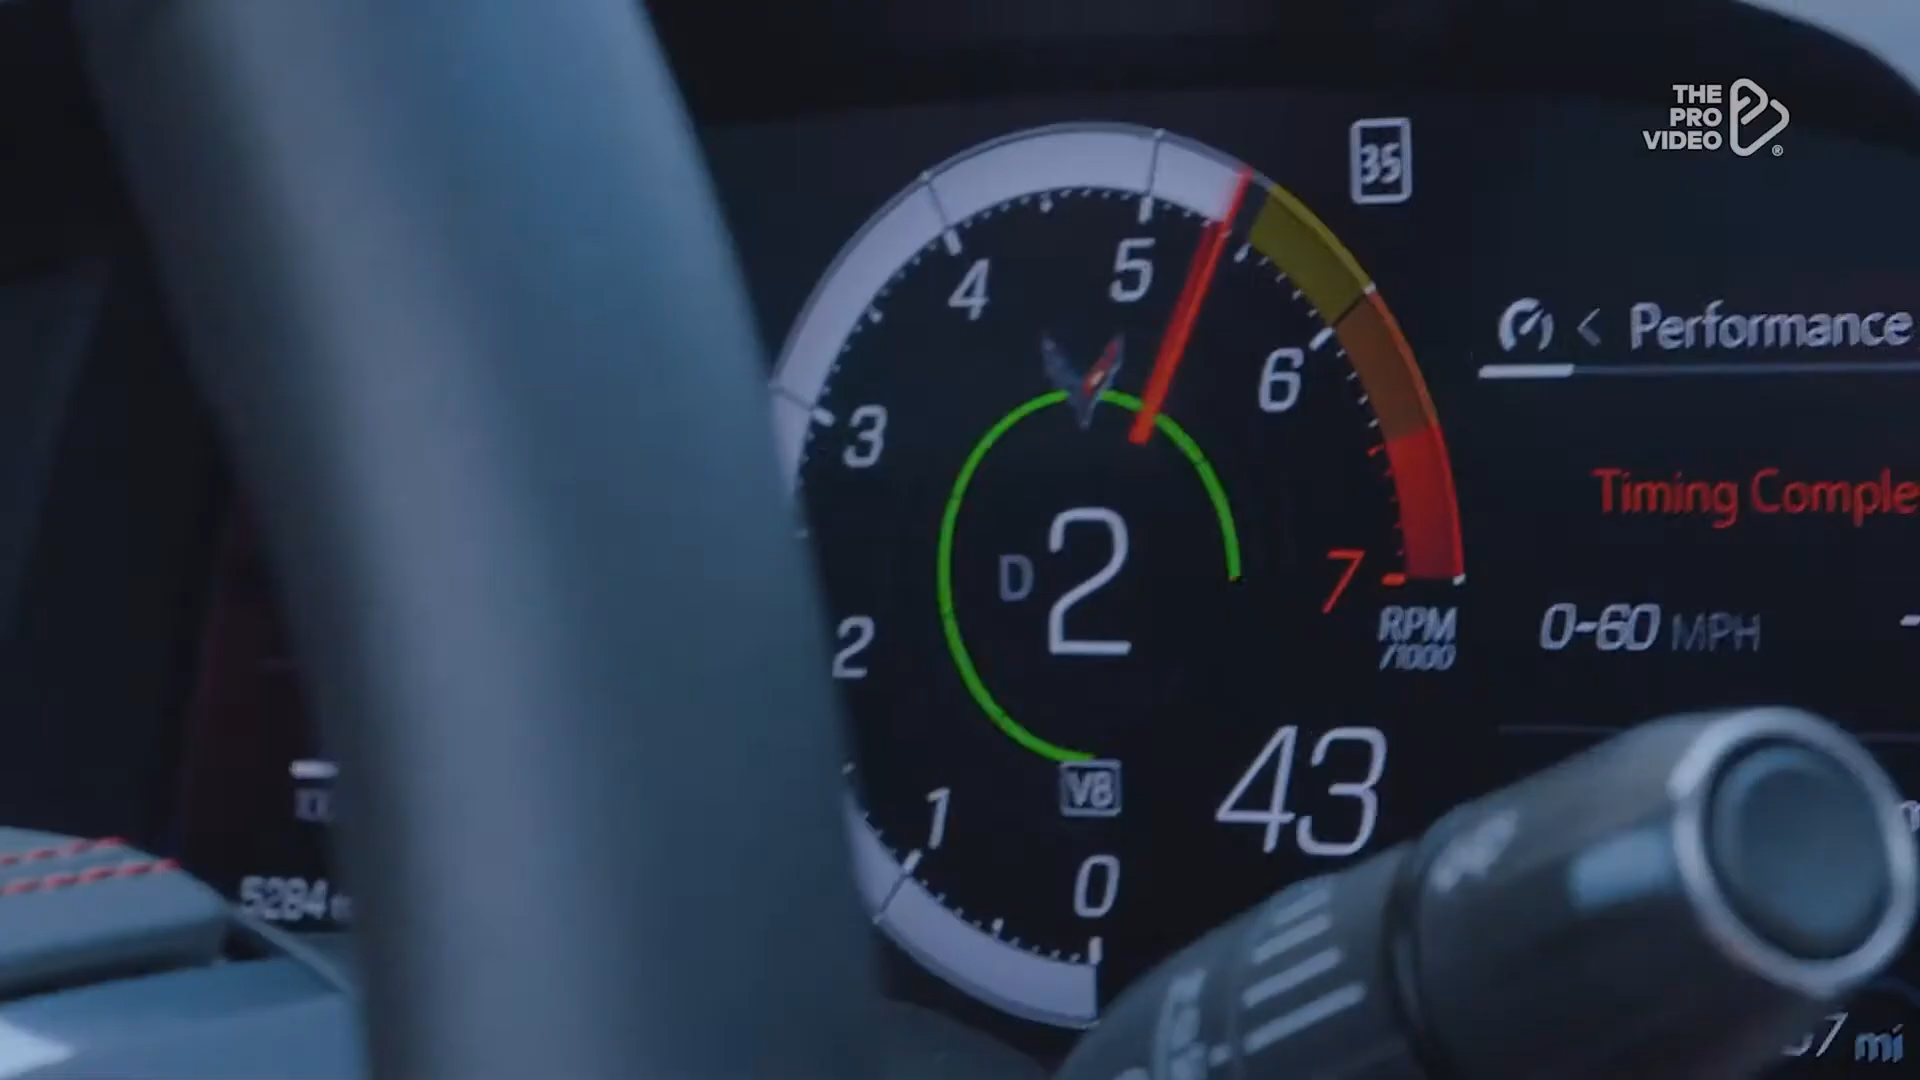 THE
PRO
VIDEO
35
4
5
Performance
6
3
Timing Comple
D 2
7
RPM
/1000
0-60 MPH
2
43
V8
1
0
5284
mi